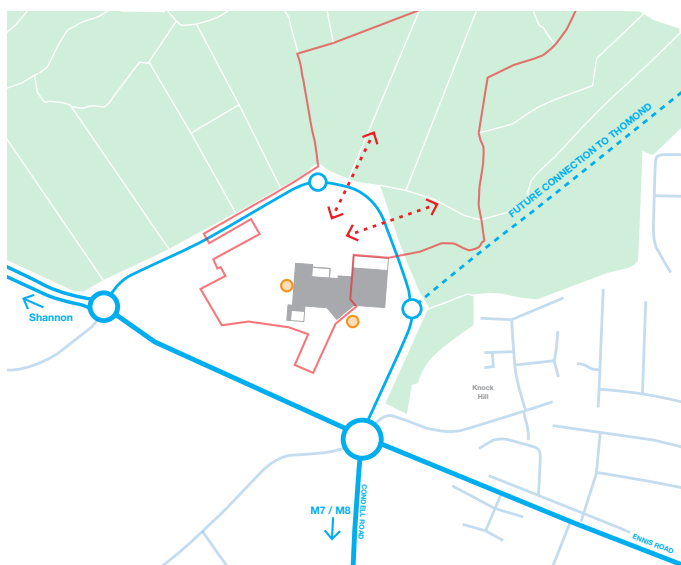 FUTURE CONNECTION TO THOMOND
Shannon
Knock
Hill
M7 / M8
CONDELL ROAD
ENNIS ROAD